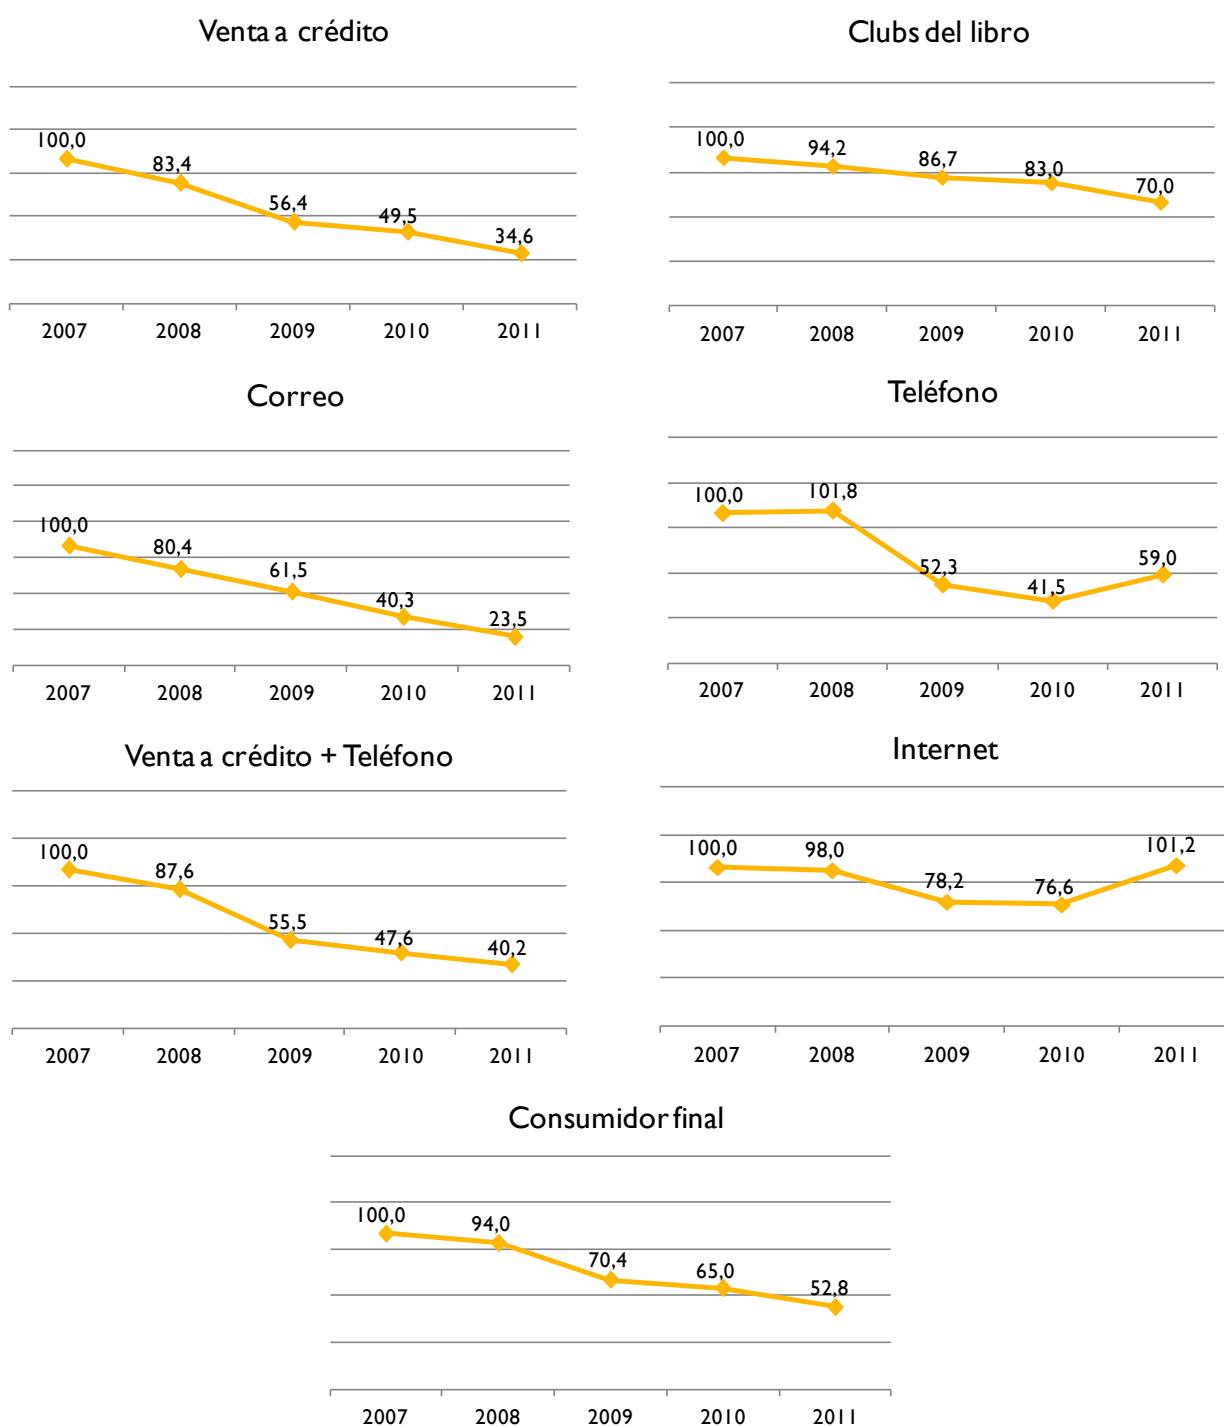 Venta a crédito
100,0
83,4
56,4
49,5
34,6
2007 2008 2009 2010 2011
Clubs del libro
100,0
94,2
86,7
83,0
70,0
2007 2008 2009 2010 2011
Correo
100,0
80,4
61,5
40,3
23,5
2007 2008 2009 2010 2011
Teléfono
100,0
101,8
52,3
41,5
59,0
2007 2008 2009 2010 2011
Venta a crédito + Teléfono
100,0
87,6
55,5
47,6
40,2
2007 2008 2009 2010 2011
Internet
100,0
98,0
78,2
76,6
101,2
2007 2008 2009 2010 2011
Consumidor final
100,0
94,0
70,4
65,0
52,8
2007 2008 2009 2010 2011